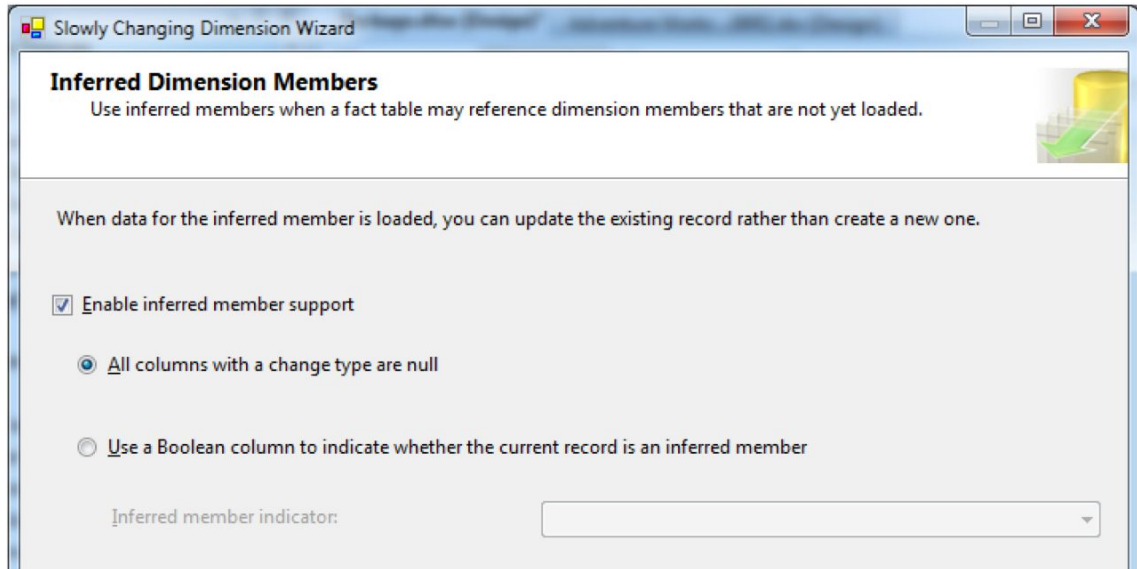 Slowly Changing Dimension Wizard
Inferred Dimension Members
Use inferred members when a fact table may reference dimension members that are not yet loaded.
When data for the inferred member is loaded, you can update the existing record rather than create a new one.
Enable inferred member support
All columns with a change type are null
Use a Boolean column to indicate whether the current record is an inferred member
Inferred member indicator: